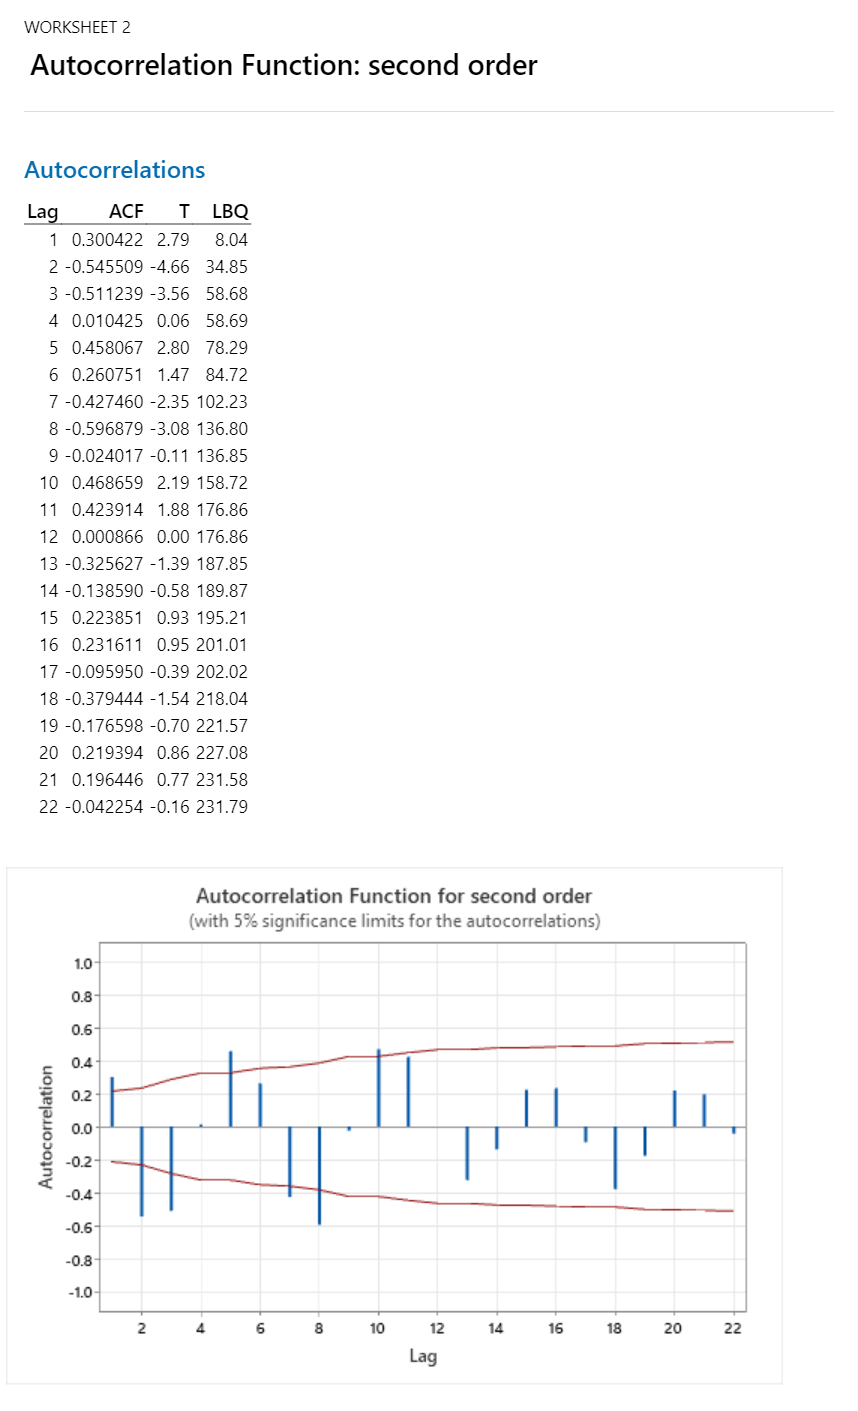 WORKSHEET 2
Autocorrelation Function: second order
Autocorrelations
Lag ACF T LBQ
1 0.300422 2.79 8.04
2 -0.545509 -4.66 34.85
3 -0.511239 -3.56 58.68
4 0.010425 0.06 58.69
5 0.458067 2.80 78.29
6 0.260751 1.47 84.72
7 -0.427460 -2.35 102.23
8 -0.596879 -3.08 136.80
9 -0.024017 -0.11 136.85
10 0.468659 2.19 158.72
11 0.423914 1.88 176.86
12 0.000866 0.00 176.86
13 -0.325627 -1.39 187.85
14 -0.138590 -0.58 189.87
15 0.223851 0.93 195.21
16 0.231611 0.95 201.01
17 -0.095950 -0.39 202.02
18 -0.379444 -1.54 218.04
19 -0.176598 -0.70 221.57
20 0.219394 0.86 227.08
21 0.196446 0.77 231.58
22 -0.042254 -0.16 231.79
Autocorrelation Function for second order
(with 5% significance limits for the autocorrelations)
Autocorrelation
1.0
0.8
0.6
0.4
0.2
0.0
-0.2
-0.4
-0.6
-0.8
-1.0
2 4 6 8 10 12 14 16 18 20 22
Lag